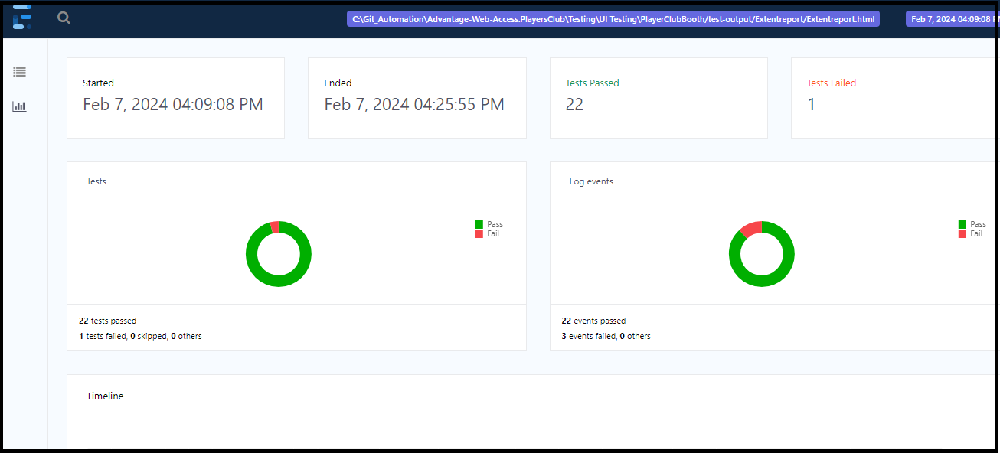 C:\Git_Automation\Advantage-Web-Access.PlayersClub\Testing\UI Testing\PlayerClubBooth/test-output/Extentreport/Extentreport.html
Feb 7, 2024 04:09:08
Started
Feb 7, 2024 04:09:08 PM
Ended
Feb 7, 2024 04:25:55 PM
Tests Passed
22
Tests Failed
1
Tests
Pass
Fail
22 tests passed
1 tests failed, 0 skipped, 0 others
Log events
Pass
Fail
22 events passed
3 events failed, 0 others
Timeline